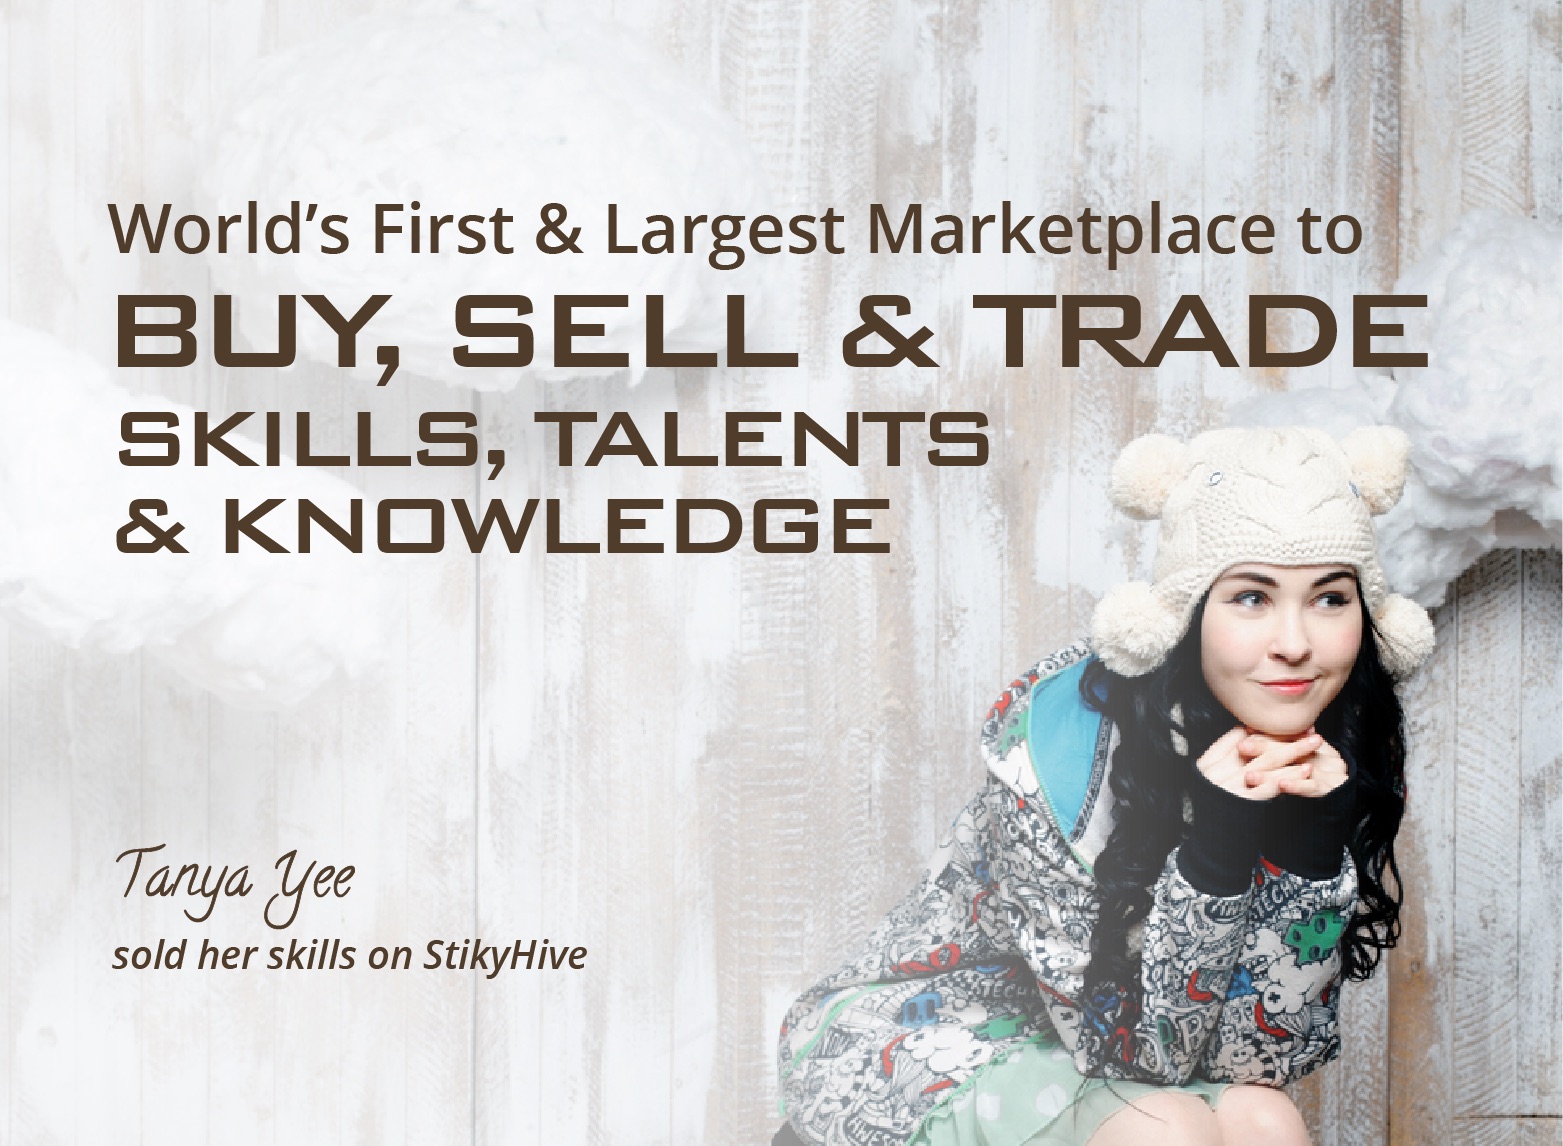 World's First & Largest Marketplace to
BUY, SELL & TRADE
SKILLS, TALENTS
& KNOWLEDGE
Tanya Yee
sold her skills on StikyHive